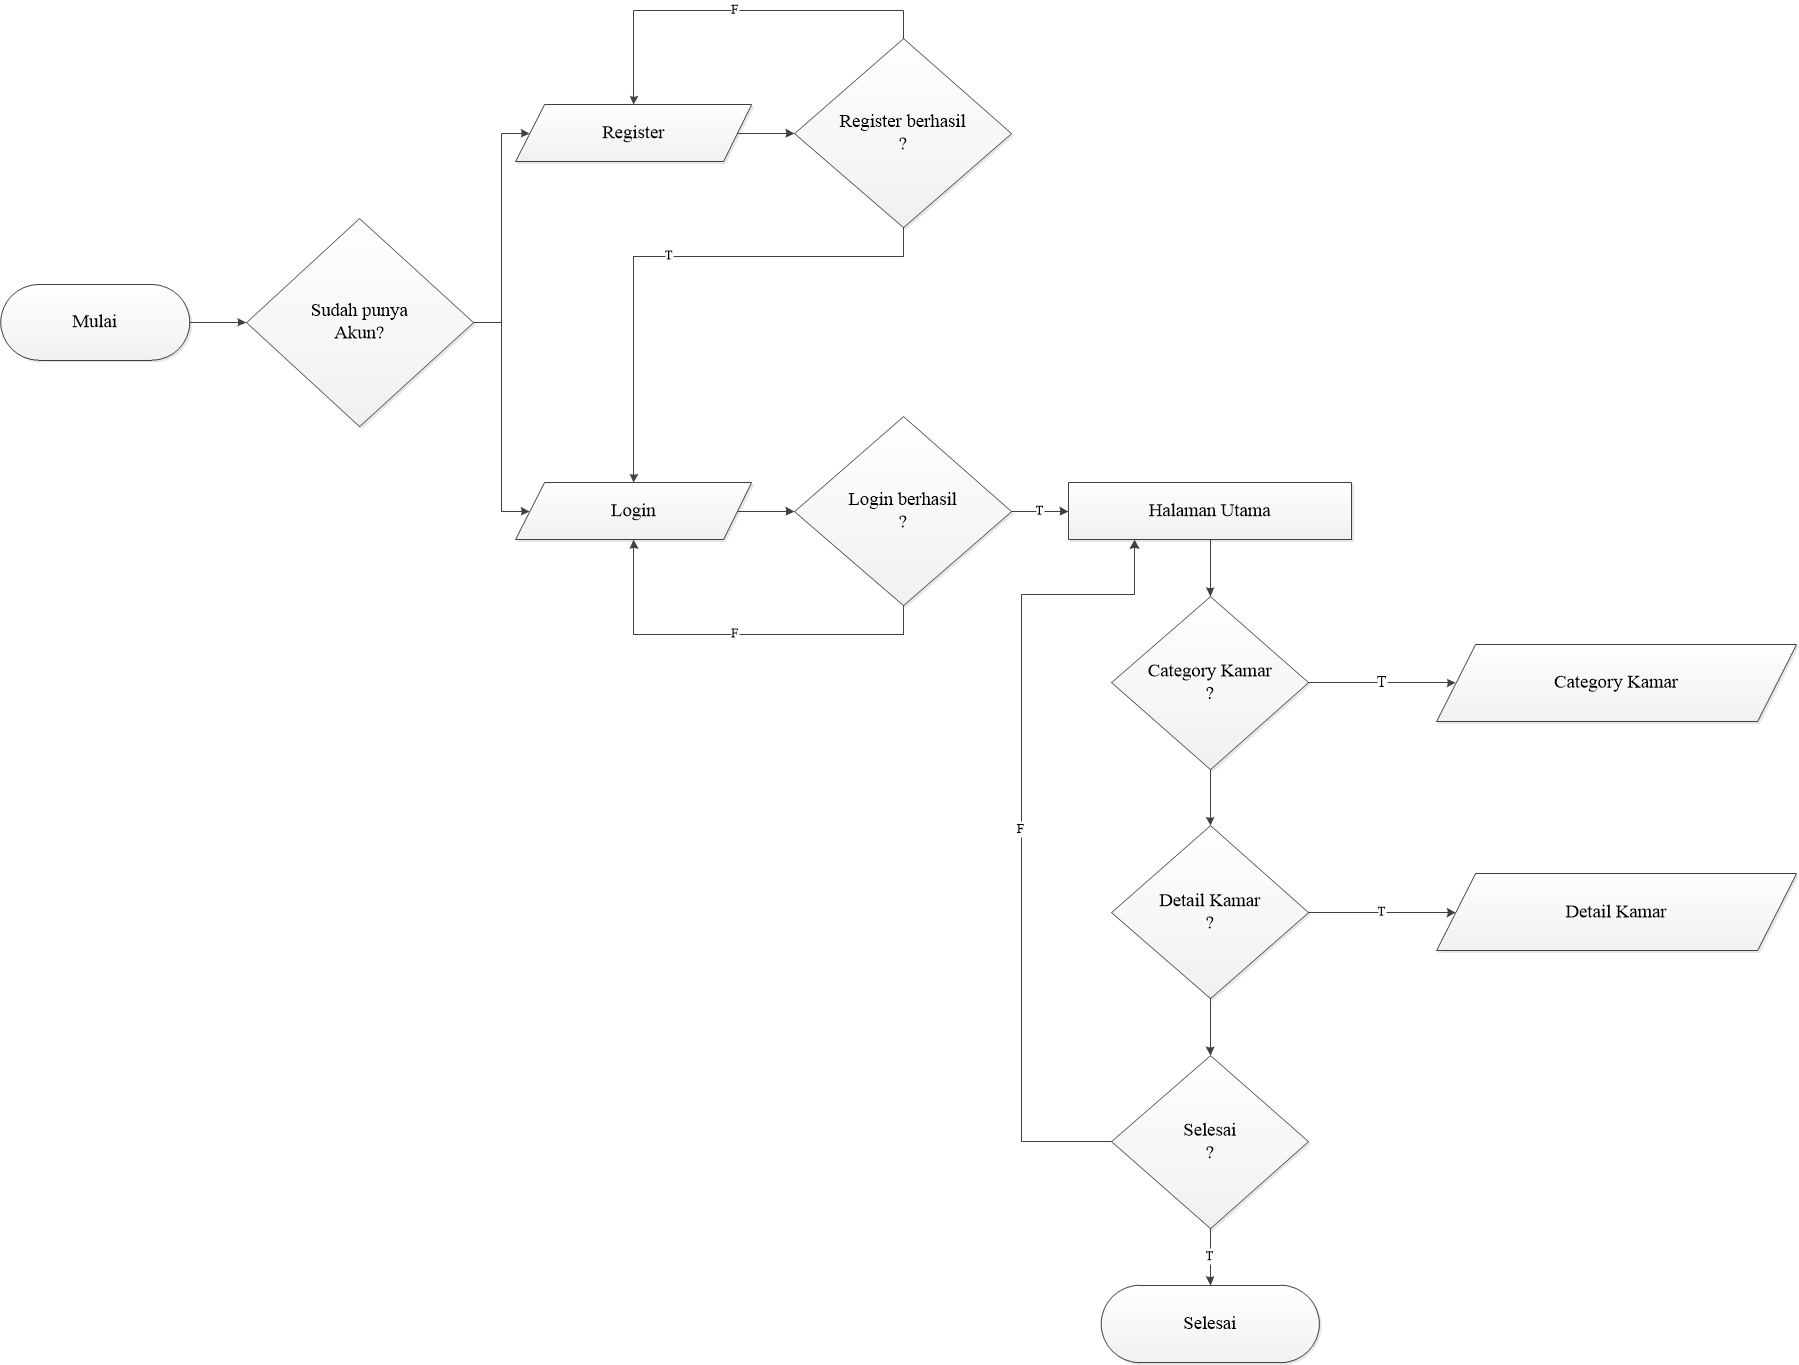 F
Register
Register berhasil
?
T
Mulai
Sudah punya
Akun?
Login
Login berhasil
?
T
Halaman Utama
F
Category Kamar
?
T
Category Kamar
F
Detail Kamar
?
T
Detail Kamar
Selesai
?
T
Selesai